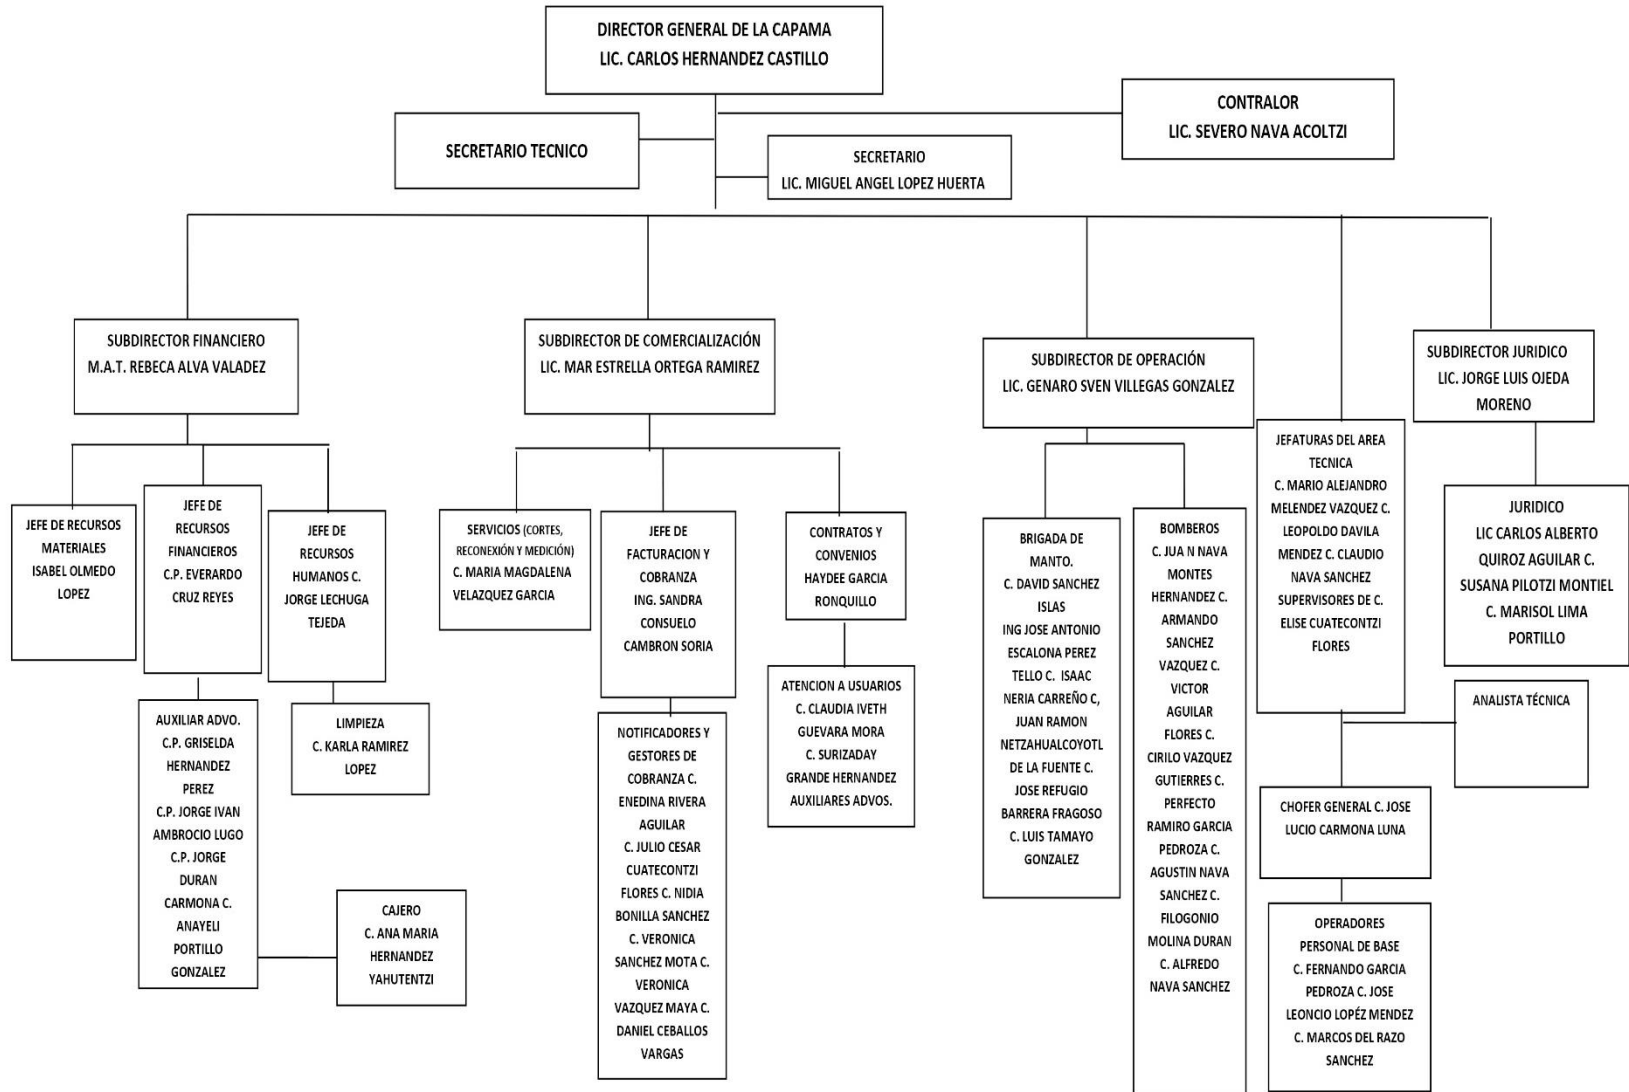 DIRECTOR GENERAL DE LA CAPAMA
LIC. CARLOS HERNANDEZ CASTILLO
CONTRALOR
LIC. SEVERO NAVA ACOLTZI
SECRETARIO TECNICO
SECRETARIO
LIC. MIGUEL ANGEL LOPEZ HUERTA
SUBDIRECTOR FINANCIERO
M.A.T. REBECA ALVA VALADEZ
SUBDIRECTOR DE COMERCIALIZACIÓN
LIC. MAR ESTRELLA ORTEGA RAMIREZ
SUBDIRECTOR DE OPERACIÓN
LIC. GENARO SVEN VILLEGAS GONZALEZ
SUBDIRECTOR JURIDICO
LIC. JORGE LUIS OJEDA
MORENO
JEFE DE RECURSOS
MATERIALES
ISABEL OLMEDO
LOPEZ
JEFE DE
RECURSOS
FINANCIEROS
C.P. EVERARDO
CRUZ REYES
JEFE DE
RECURSOS
HUMANOS C.
JORGE LECHUGA
TEJEDA
SERVICIOS (CORTES,
RECONEXIÓN Y MEDICIÓN)
C. MARIA MAGDALENA
VELAZQUEZ GARCIA
JEFE DE
FACTURACION Y
COBRANZA
ING. SANDRA
CONSUELO
CAMBRON SORIA
CONTRATOS Y
CONVENIOS
HAYDEE GARCIA
RONQUILLO
BRIGADA DE
MANTO.
C. DAVID SANCHEZ
ISLAS
ING JOSE ANTONIO
ESCALONA PEREZ
TELLO C. ISAAC
NERIA CARREÑO C,
JUAN RAMON
NETZAHUALCOYOTL
DE LA FUENTE C.
JOSE REFUGIO
BARRERA FRAGOSO
C. LUIS TAMAYO
GONZALEZ
BOMBEROS
C. JUA N NAVA
MONTES
HERNANDEZ C.
ARMANDO
SANCHEZ
VAZQUEZ C.
VICTOR
AGUILAR
FLORES C.
CIRILO VAZQUEZ
GUTIERRES C.
PERFECTO
RAMIRO GARCIA
PEDROZA C.
AGUSTIN NAVA
SANCHEZ C.
FILOGONIO
MOLINA DURAN
C. ALFREDO
NAVA SANCHEZ
JEFATURAS DEL AREA
TECNICA
C. MARIO ALEJANDRO
MELENDEZ VAZQUEZ C.
LEOPOLDO DAVILA
MENDEZ C. CLAUDIO
NAVA SANCHEZ
SUPERVISORES DE C.
ELISE CUATECONTZI
FLORES
JURIDICO
LIC CARLOS ALBERTO
QUIROZ AGUILAR C.
SUSANA PILOTZI MONTIEL
C. MARISOL LIMA
PORTILLO
AUXILIAR ADVO.
C.P. GRISELDA
HERNANDEZ
PEREZ
C.P. JORGE IVAN
AMBROCIO LUGO
C.P. JORGE
DURAN
CARMONA C.
ANAYELI
PORTILLO
GONZALEZ
LIMPIEZA
C. KARLA RAMIREZ
LOPEZ
CAJERO
C. ANA MARIA
HERNANDEZ
YAHUTENTZI
NOTIFICADORES Y
GESTORES DE
COBRANZA C.
ENEDINA RIVERA
AGUILAR
C. JULIO CESAR
CUATECONTZI
FLORES C. NIDIA
BONILLA SANCHEZ
C. VERONICA
SANCHEZ MOTA C.
VERONICA
VAZQUEZ MAYA C.
DANIEL CEBALLOS
VARGAS
ATENCION A USUARIOS
C. CLAUDIA IVETH
GUEVARA MORA
C. SURIZADAY
GRANDE HERNANDEZ
AUXILIARES ADVOS.
ANALISTA TÉCNICA
CHOFER GENERAL C. JOSE
LUCIO CARMONA LUNA
OPERADORES
PERSONAL DE BASE
C. FERNANDO GARCIA
PEDROZA C. JOSE
LEONCIO LOPÉZ MENDEZ
C. MARCOS DEL RAZO
SANCHEZ